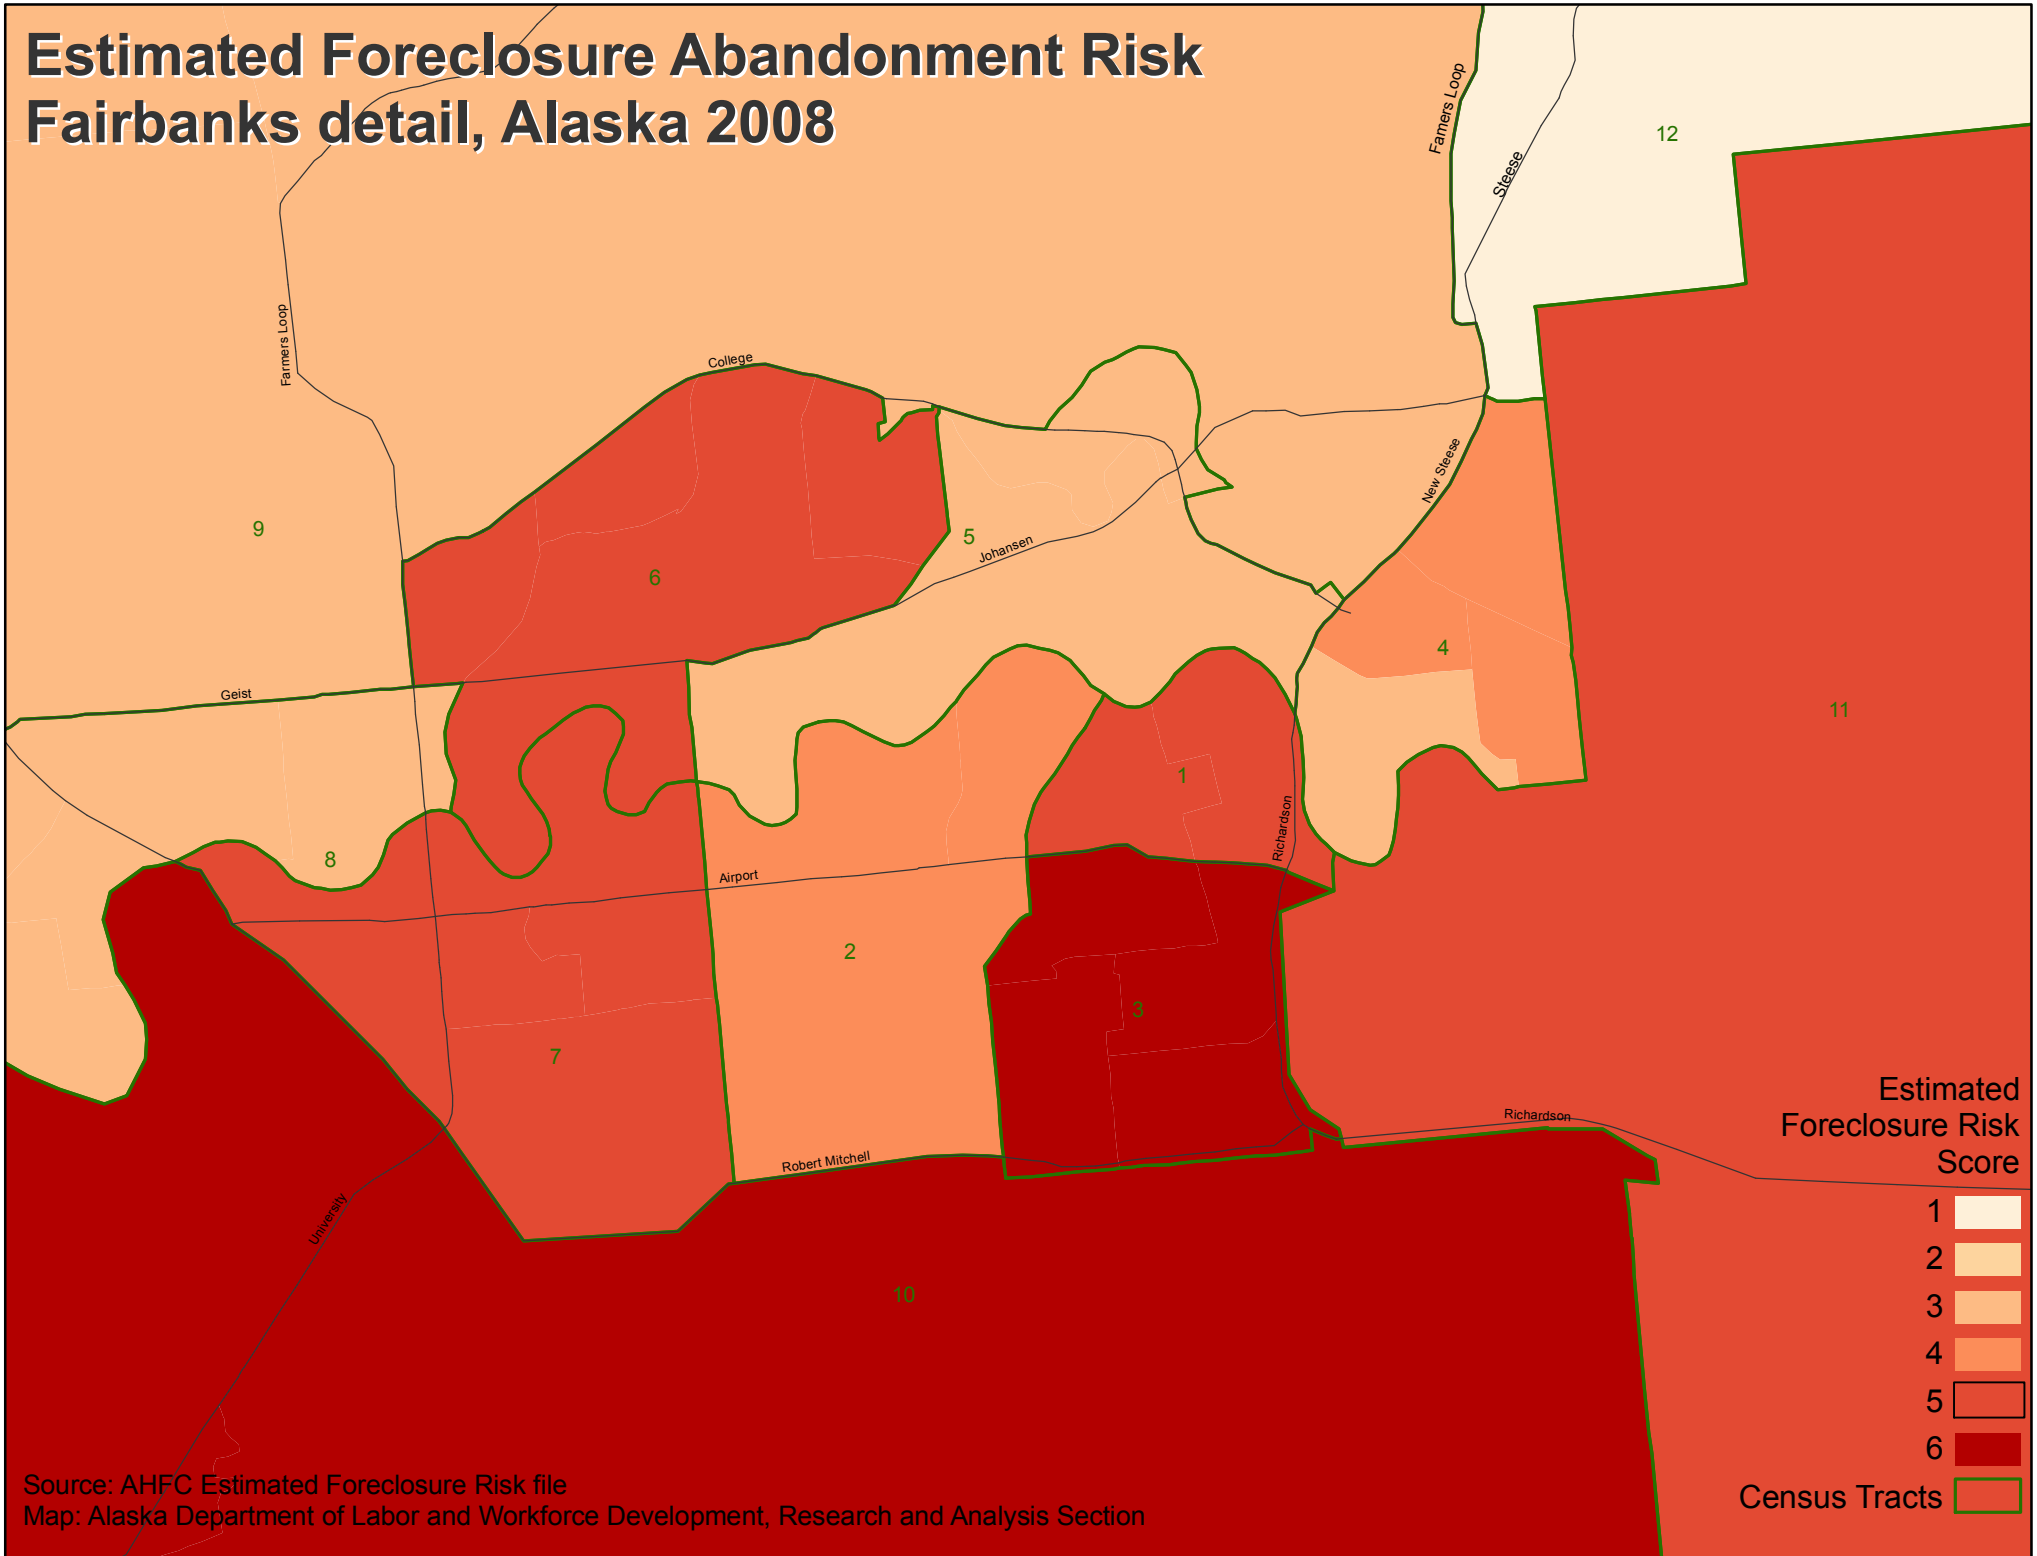 Estimated Foreclosure Abandonment Risk
Fairbanks detail, Alaska 2008
Famers Loop
Steese
12
Farmers Loop
College
New Steese
9
5
Johansen
6
4
Geist
11
1
Richardson
8
Airport
2
3
7
Richardson
Robert Mitchell
University
10
Estimated
Foreclosure Risk
Score
1
2
3
4
5
6
Census Tracts
Source: AHFC Estimated Foreclosure Risk file
Map: Alaska Department of Labor and Workforce Development, Research and Analysis Section